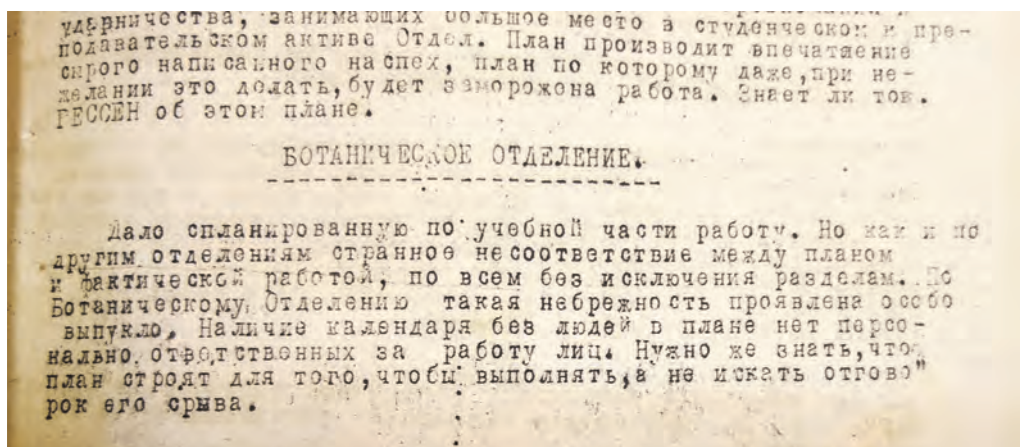 ударничества, занимающих большое место в студенческом и пре-
подавательском активе Отдел. План производит впечатление
сырого написанного наспех, план по которому даже,при не-
желании это делать,будет заморожена работа. Знает ли тов.
ГЕССЕН об этом плане.
БОТАНИЧЕСКОЕ ОТДЕЛЕНИЕ.
Дало спланированную по учебной части работу. Но как и по
другим отделениям странное несоответствие между планом
и фактической работой, по всем без исключения разделам. По
Ботаническому Отделению такая небрежность проявлена особо
выпукло. Наличие календаря без людей в плане нет персо-
нально ответственных за работу лиц. Нужно же знать,что
план строят для того,чтобы выполнять,а не искать отгово"
рок его срыва.